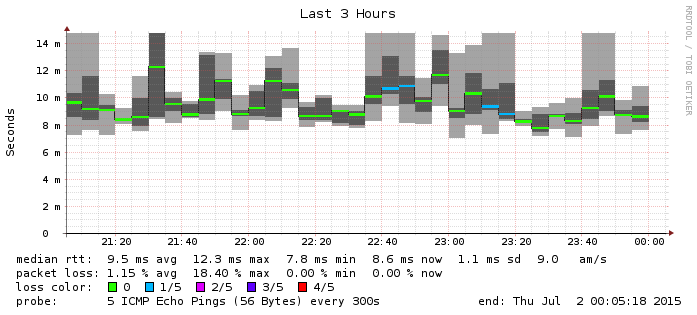 Last 3 Hours
RRDTOOL / TOBI OETIKER
Seconds
14 m
12 m
10 m
8 m
6 m
4 m
2 m
0
21:20 21:40 22:00 22:20 22:40 23:00 23:20 23:40 00:00
median rtt: 9.5 ms avg 12.3 ms max 7.8 ms min 8.6 ms now 1.1 ms sd 9.0 am/s
packet loss: 1.15 % avg 18.40 % max 0.00 % min 0.00 % now
loss color: 0 1/5 2/5 3/5 4/5
probe: 5 ICMP Echo Pings (56 Bytes) every 300s end: Thu Jul 2 00:05:18 2015